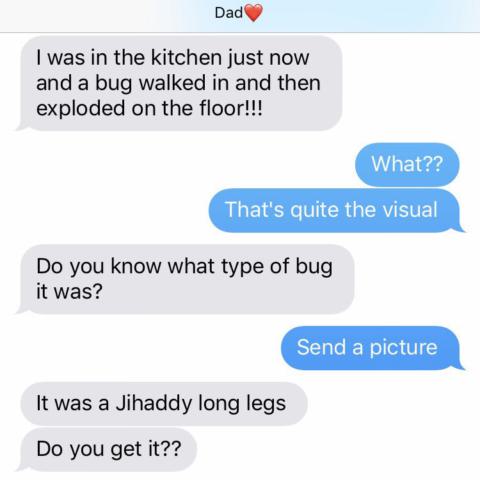 Dad❤️
I was in the kitchen just now
and a bug walked in and then
exploded on the floor!!!
What??
That's quite the visual
Do you know what type of bug
it was?
Send a picture
It was a Jihaddy long legs
Do you get it??